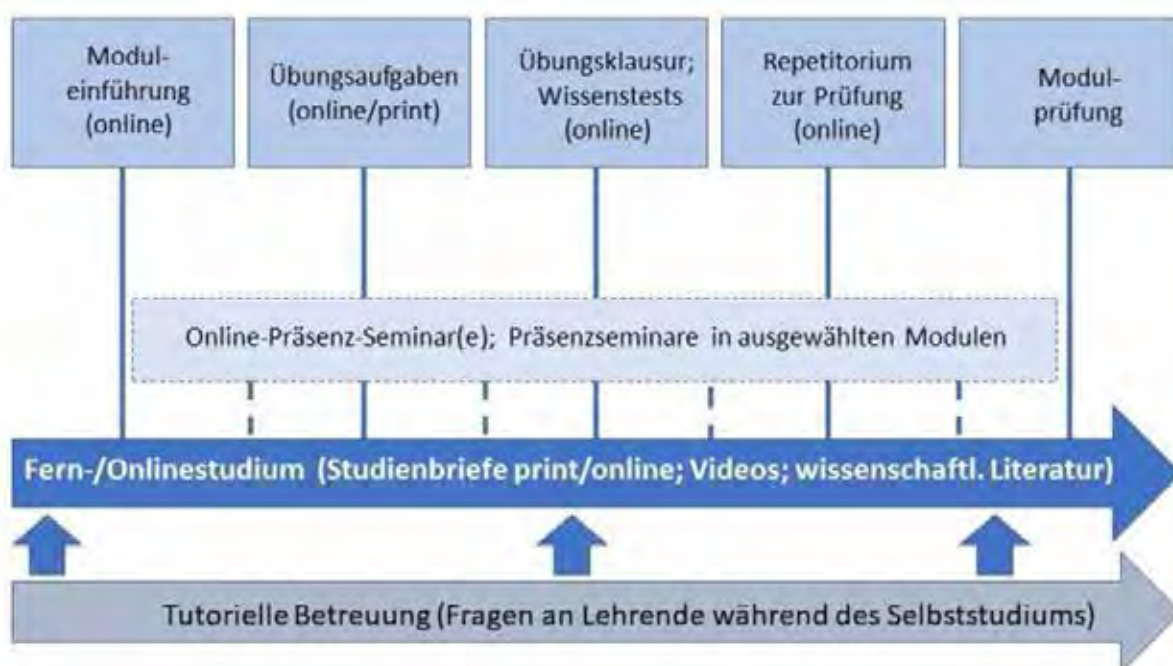 Modul-
einführung
(online)
Übungsaufgaben
(online/print)
Übungsklausur;
Wissenstests
(online)
Repetitorium
zur Prüfung
(online)
Modul-
prüfung
Online-Präsenz-Seminar(e); Präsenzseminare in ausgewählten Modulen
Fern-/Onlinestudium (Studienbriefe print/online; Videos; wissenschaftl. Literatur)
Tutorielle Betreuung (Fragen an Lehrende während des Selbststudiums)